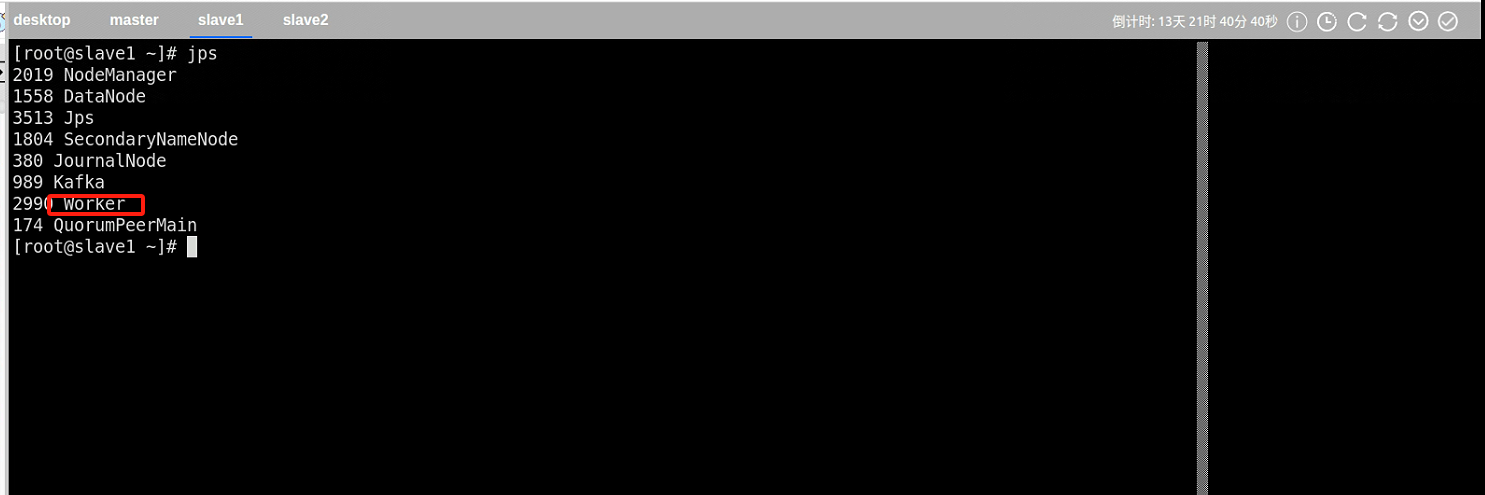 desktop master slave1 slave2 倒计时: 13天 21时 40分 40秒
[root@slave1 ~]# jps
2019 NodeManager
1558 DataNode
3513 Jps
1804 SecondaryNameNode
380 JournalNode
989 Kafka
2990 Worker
174 QuorumPeerMain
[root@slave1 ~]#